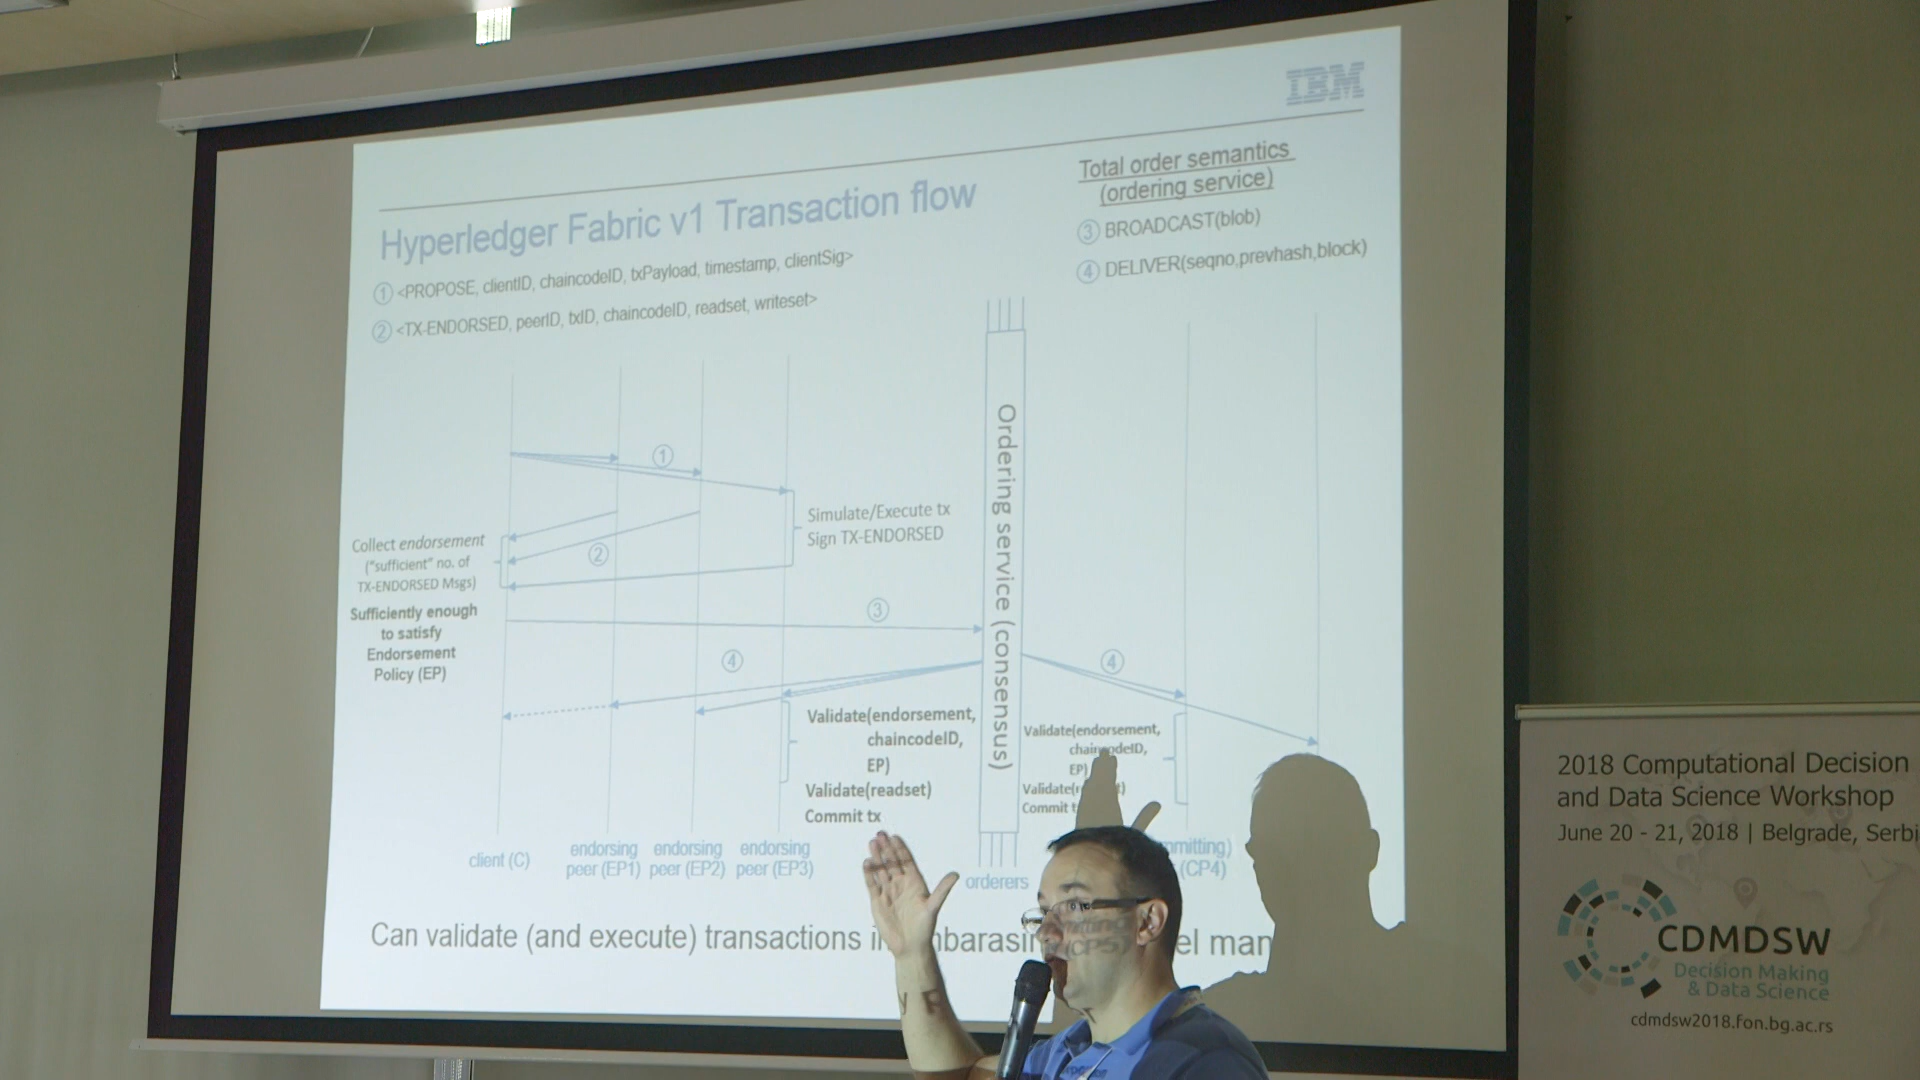 IBM
Hyperledger Fabric v1 Transaction flow
① <PROPOSE, clientID, chaincodeID, txPayload, timestamp, clientSig>
② <TX-ENDORSED, peerID, txID, chaincodeID, readset, writeset>
Total order semantics
(ordering service)
③ BROADCAST(blob)
④ DELIVER(seqno,prevhash,block)
①
Simulate/Execute tx
Sign TX-ENDORSED
②
Collect endorsement
("sufficient" no. of
TX-ENDORSED Msgs)
Sufficiently enough
to satisfy
Endorsement
Policy (EP)
③
④
Ordering service (consensus)
④
Validate(endorsement,
chaincodeID,
EP)
Validate(readset)
Commit tx
Validate(endorsement,
chaincodeID,
EP)
Commit
client (C)
endorsing
peer (EP1)
endorsing
peer (EP2)
endorsing
peer (EP3)
orderers
(CP4)
(CP5)
Can validate (and execute) transactions
2018 Computational Decision
and Data Science Workshop
June 20 - 21, 2018 | Belgrade, Serbi
CDMDSW
Decision Making
& Data Science
cdmdsw2018.fon.bg.ac.rs